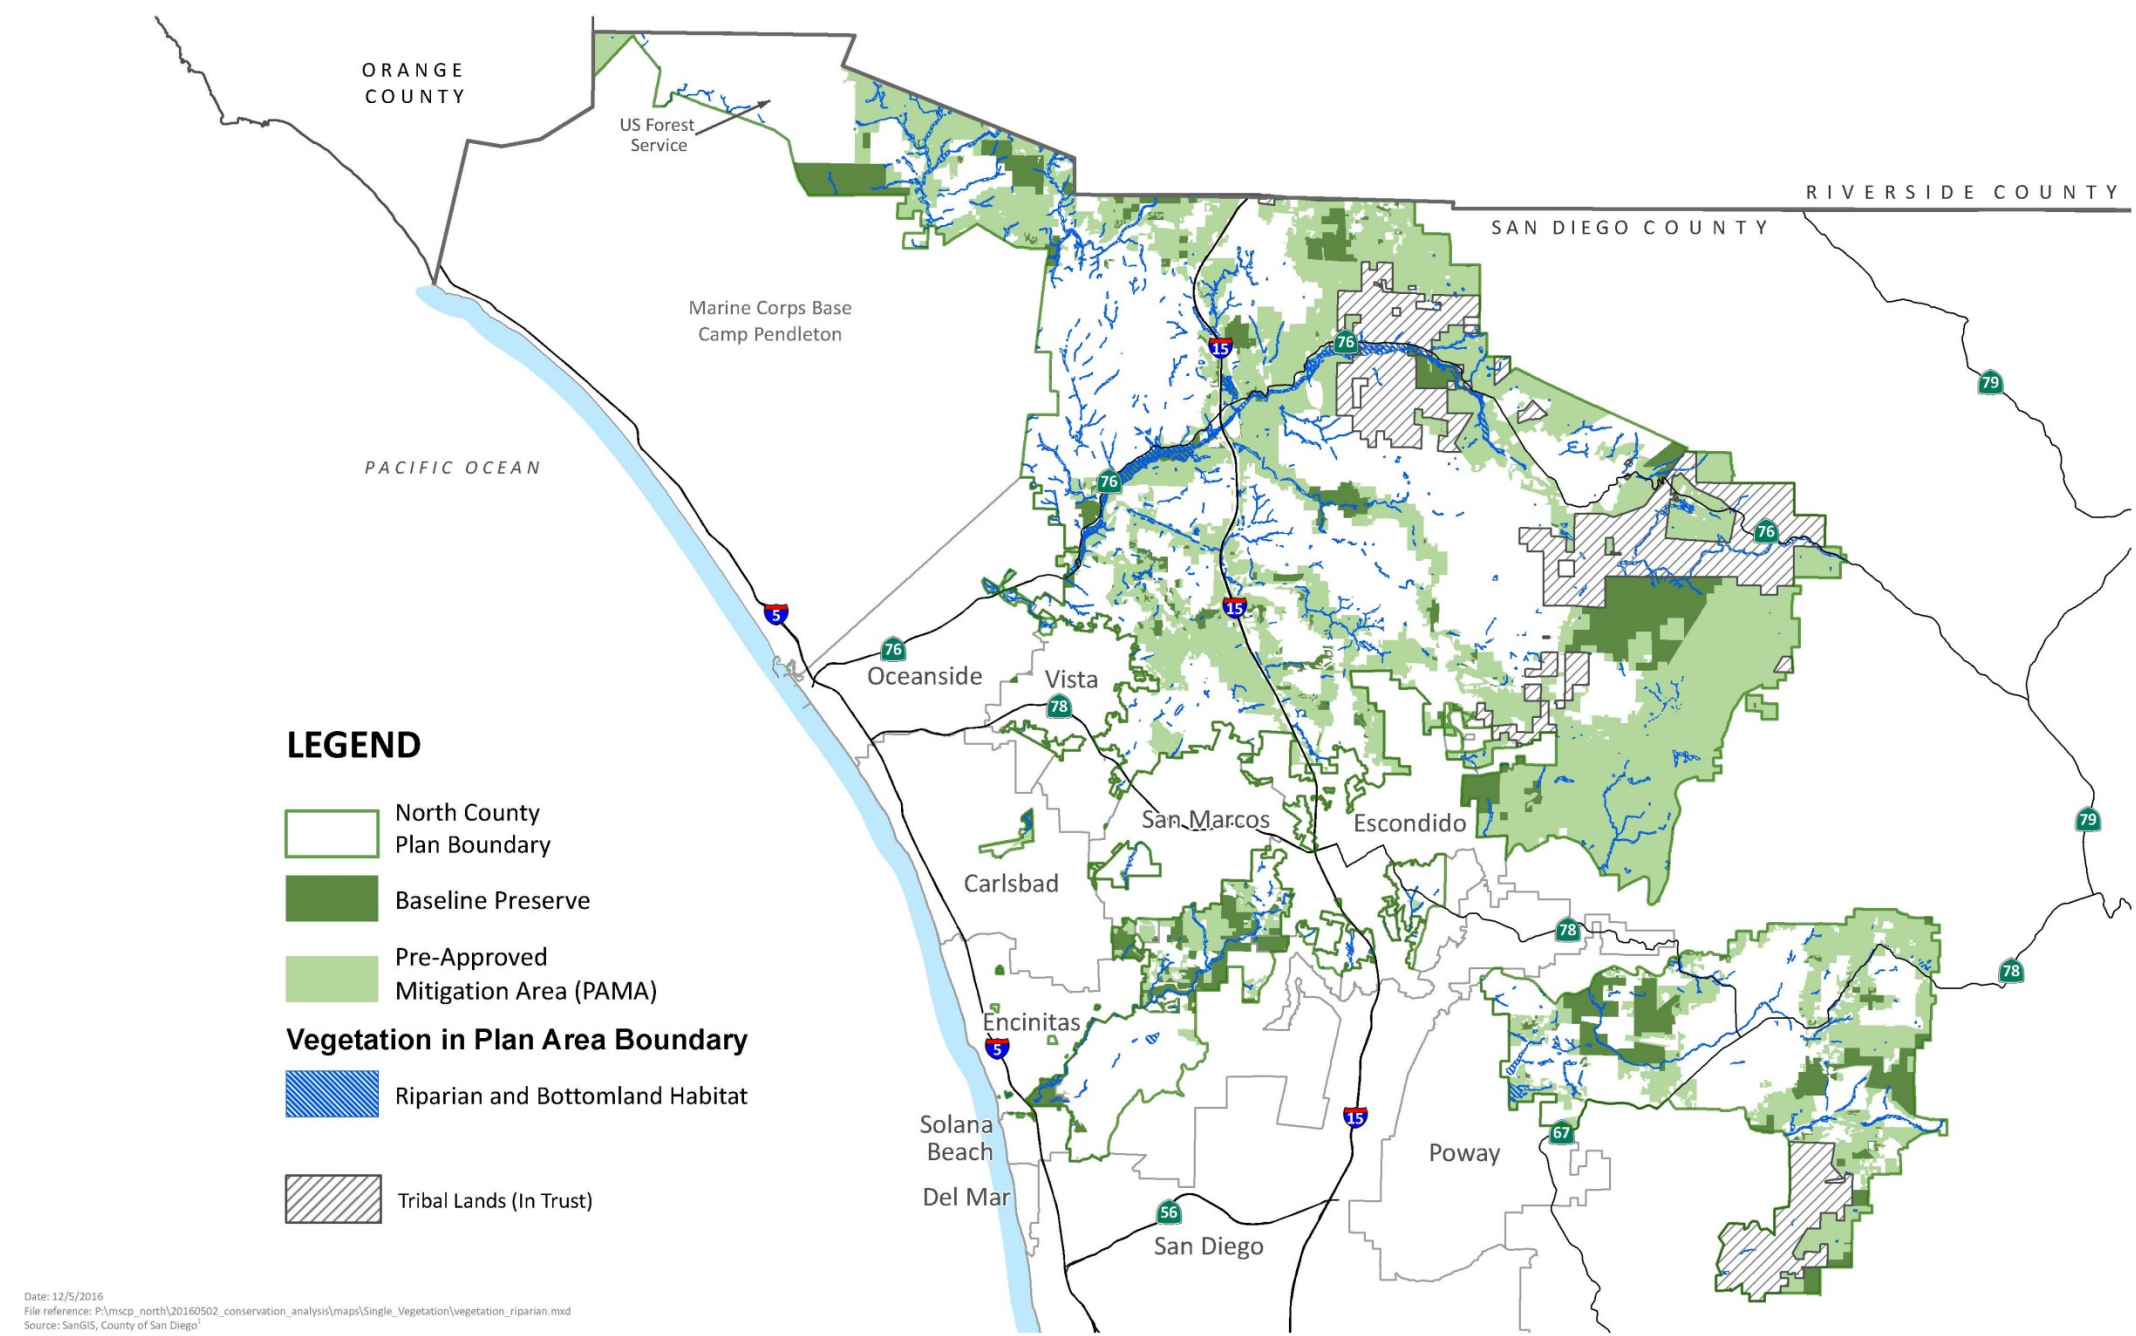 ORANGE
COUNTY
US Forest
Service
RIVERSIDE COUNTY
SAN DIEGO COUNTY
Marine Corps Base
Camp Pendleton
15
76
79
PACIFIC OCEAN
76
76
5
15
76
Oceanside
Vista
78
LEGEND
North County
Plan Boundary
San Marcos
Escondido
79
Carlsbad
Baseline Preserve
78
Pre-Approved
Mitigation Area (PAMA)
78
Encinitas
Vegetation in Plan Area Boundary
5
Riparian and Bottomland Habitat
15
Solana
Beach
67
Poway
Del Mar
Tribal Lands (In Trust)
56
San Diego
Date: 12/5/2016
File reference: P:\mscp_north\20160502_conservation_analysis\maps\Single_Vegetation\vegetation_riparian.mxd
Source: SanGIS, County of San Diego¹